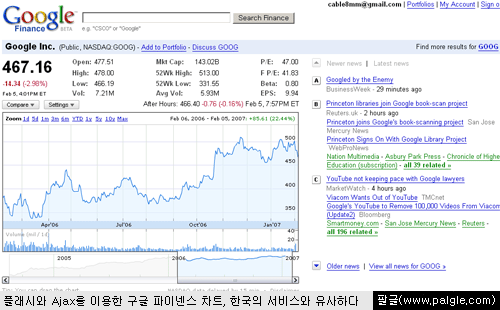 cablellmm@gmail.com | Portfolios | My Account | Sign o
Google Finance BETA
Search Finance
e.g. "CSCO" or "Google"
Google Inc. (Public, NASDAQ:GOOG) - Add to Portfolio - Discuss GOOG
Find more results for GOOG
467.16
-14.34 (-2.98%)
Feb 5, 4:01PM ET
Open: 477.51 Mkt Cap: 143.02B P/E: 47.00
High: 478.00 52Wk High: 513.00 F P/E: 41.83
Low: 466.19 52Wk Low: 331.55 Beta: 0.80
Vol: 7.21M Avg Vol: 5.93M EPS: 9.94
Compare Settings
After Hours: 466.40 -0.76 (-0.16%) Feb 5, 7:57PM ET
Zoom 1d 5d 1m 3m 6m YTD 1y 5y 10y Max
Feb 06, 2006 - Feb 05, 2007: +85.61 (22.44%)
500
450
400
350
Apr'06 Jul'06 Oct'06 Jan'07
Volume (mil / 1d)
40
20
0
2005 2006 2007
Newer news | Latest news
A Googled by the Enemy
BusinessWeek - 29 minutes ago
B Princeton libraries join Google book-scan project
Reuters.uk - 2 hours ago
Princeton joins Google's book-scanning project San Jose Mercury News
Princeton Signs On With Google Library Project
WebProNews
Nation Multimedia - Asbury Park Press - Chronicle of Higher
Education (subscription) - all 39 related »
C YouTube not keeping pace with Google lawyers
MarketWatch - 4 hours ago
Viacom Wants Out of YouTube TMCnet
Google's YouTube to Remove 100,000 Videos From Viacom
(Update2) Bloomberg
Smartmoney.com - San Jose Mercury News - Reuters -
all 196 related »
Older news | View all news for GOOG »
플래시와 Ajax를 이용한 구글 파이넨스 차트, 한국의 서비스와 유사하다
팔글(www.palgle.com)